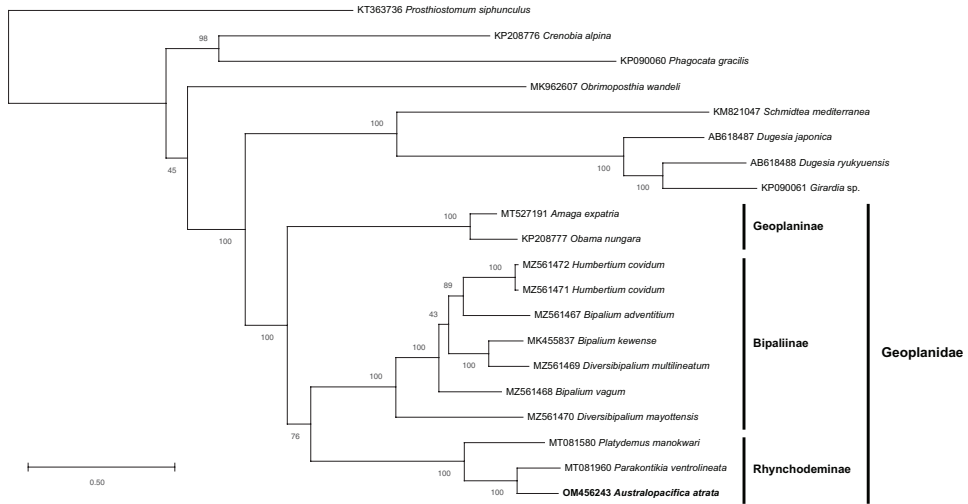 KT363736 Prosthiostomum siphunculus
98
KP208776 Crenobia alpina
KP090060 Phagocata gracilis
MK962607 Obrimoposthia wandeli
KM821047 Schmidtea mediterranea
100
AB618487 Dugesia japonica
AB618488 Dugesia ryukyuensis
100
45
100
KP090061 Girardia sp.
MT527191 Amaga expatria
100
Geoplaninae
100
KP208777 Obama nungara
MZ561472 Humbertium covidum
100
89
MZ561471 Humbertium covidum
43
MZ561467 Bipalium adventitium
100
MK455837 Bipalium kewense
Bipaliinae
Geoplanidae
100
100
MZ561469 Diversibipalium multilineatum
100
MZ561468 Bipalium vagum
MZ561470 Diversibipalium mayottensis
76
MT081580 Platydemus manokwari
MT081960 Parakontikia ventrolineata
Rhynchodeminae
100
100
0.50
OM456243 Australopacifica atrata